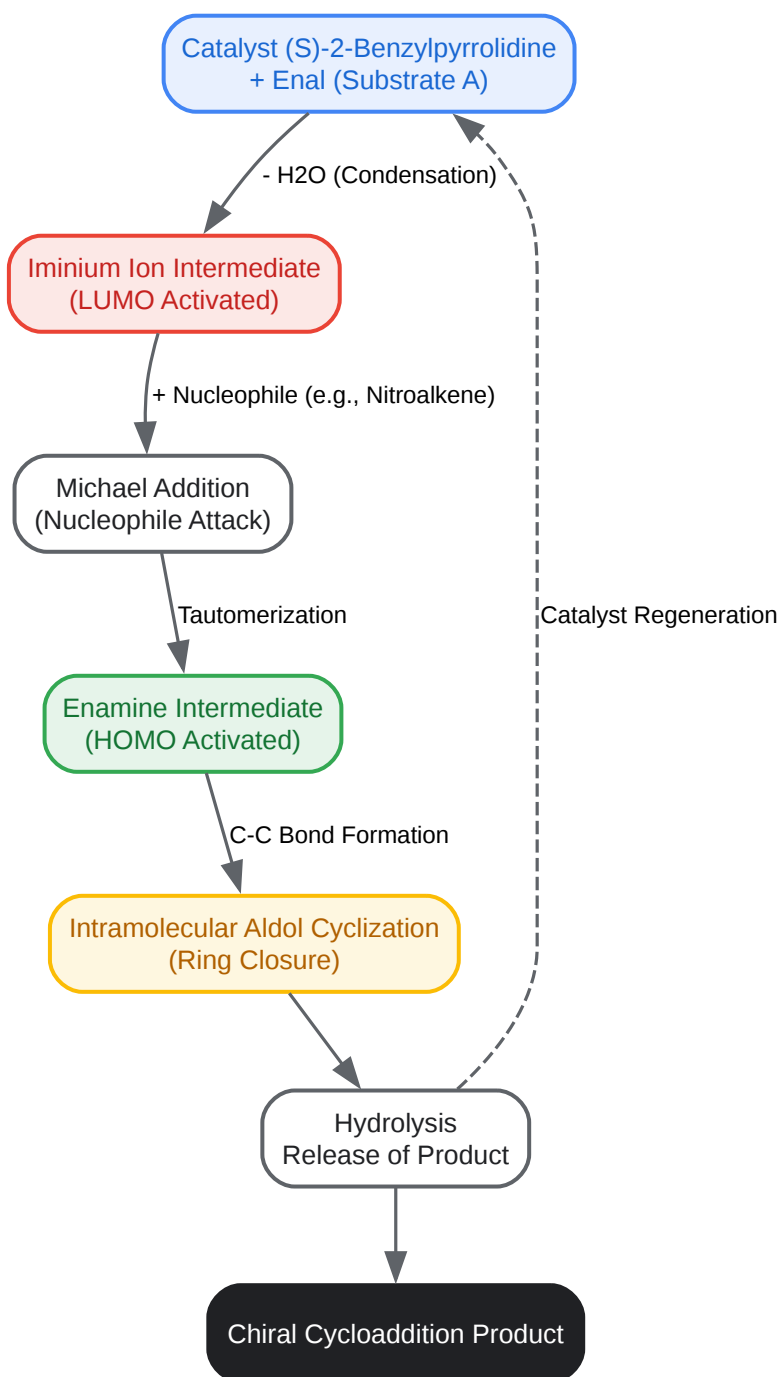 Catalyst (S)-2-Benzylpyrrolidine
+ Enal (Substrate A)
- H2O (Condensation)
Iminium Ion Intermediate
(LUMO Activated)
+ Nucleophile (e.g., Nitroalkene)
Michael Addition
(Nucleophile Attack)
Tautomerization
Catalyst Regeneration
Enamine Intermediate
(HOMO Activated)
C-C Bond Formation
Intramolecular Aldol Cyclization
(Ring Closure)
Hydrolysis
Release of Product
Chiral Cycloaddition Product